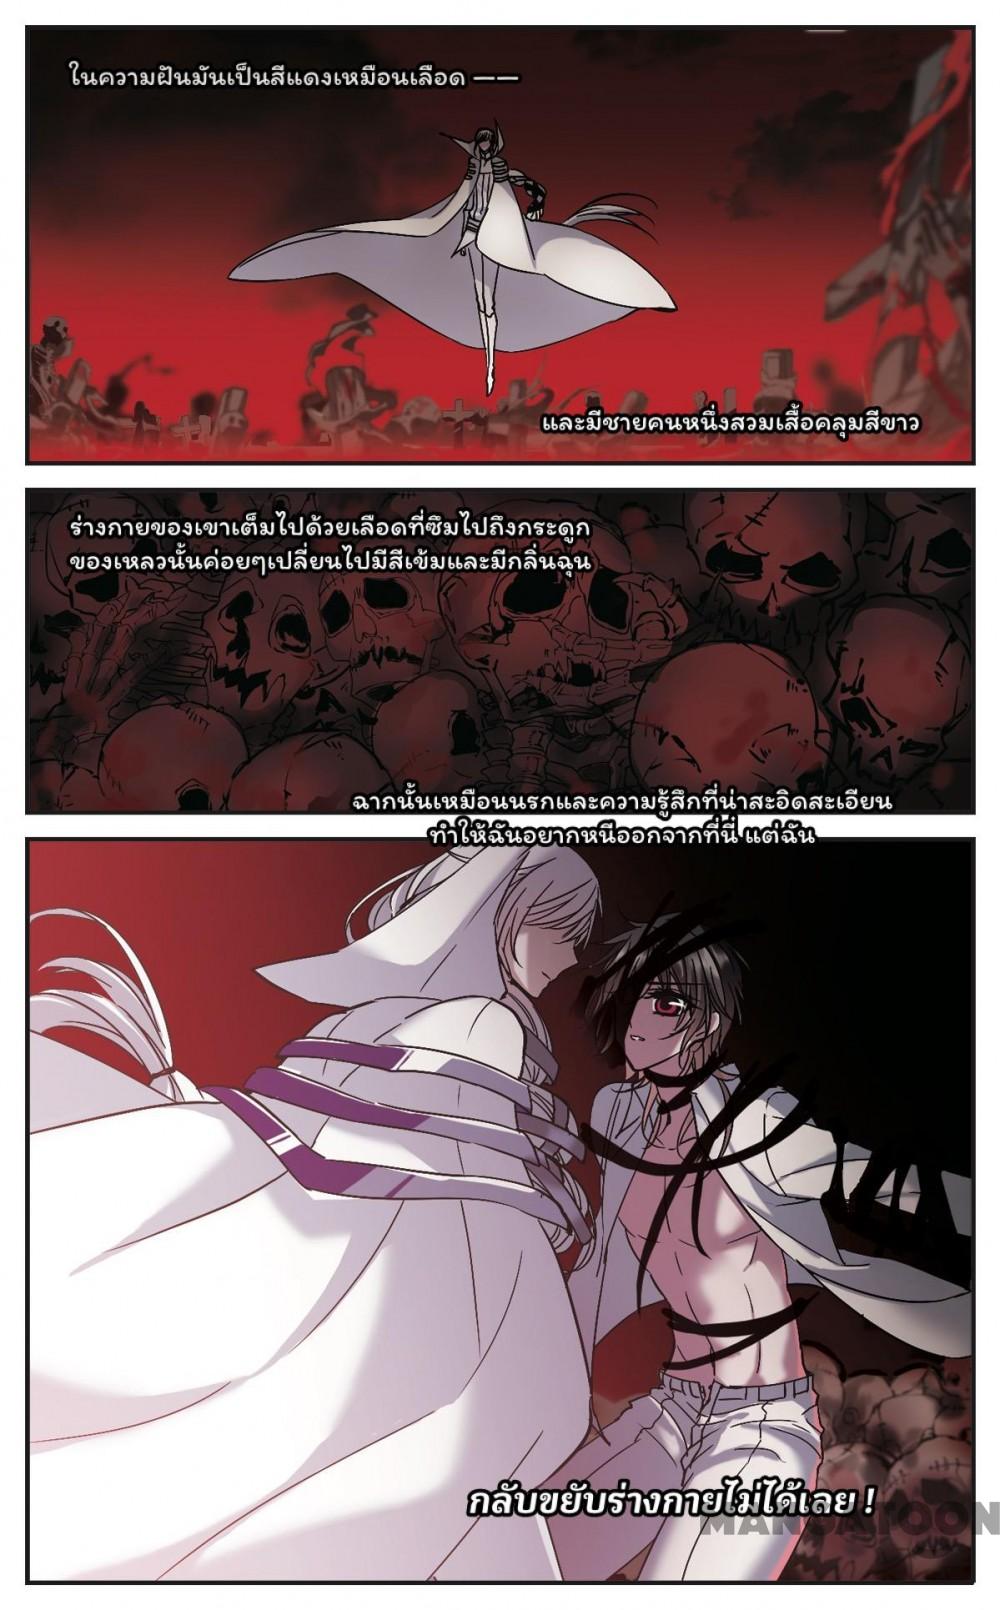 ในความฝันมันเป็นสีแดงเหมือนเลือด ——
และมีชายคนหนึ่งสวมเสื้อคลุมสีขาว
ร่างกายของเขาเต็มไปด้วยเลือดที่ซึมไปถึงกระดูก
ของเหลวนั้นค่อยๆเปลี่ยนไปมีสีเข้มและมีกลิ่นฉุน
ฉากนั้นเหมือนนรกและความรู้สึกที่น่าสะอิดสะเอียน
ทำให้ฉันอยากหนีออกจากที่นี่ แต่ฉัน
กลับขยับร่างกายไม่ได้เลย !
MANGATOON